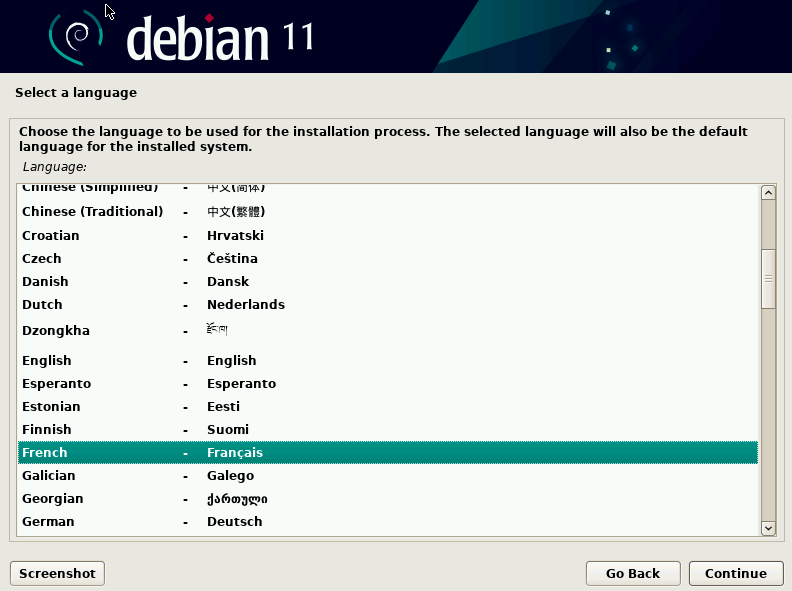 debian 11
Select a language
Choose the language to be used for the installation process. The selected language will also be the default
language for the installed system.
Language:
Chinese (Simplified) - 中文(简体)
Chinese (Traditional) - 中文(繁體)
Croatian - Hrvatski
Czech - Čeština
Danish - Dansk
Dutch - Nederlands
Dzongkha - རྫོང་ཁ།
English - English
Esperanto - Esperanto
Estonian - Eesti
Finnish - Suomi
French - Français
Galician - Galego
Georgian - ქართული
German - Deutsch
Screenshot Go Back Continue